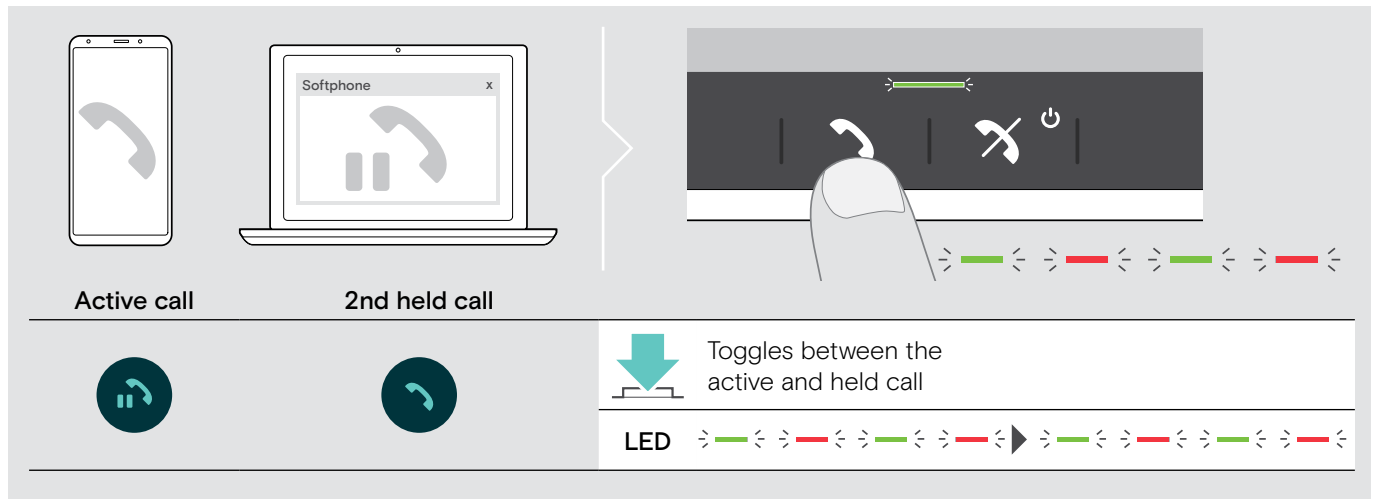 Softphone x
Active call
2nd held call
Toggles between the
active and held call
LED